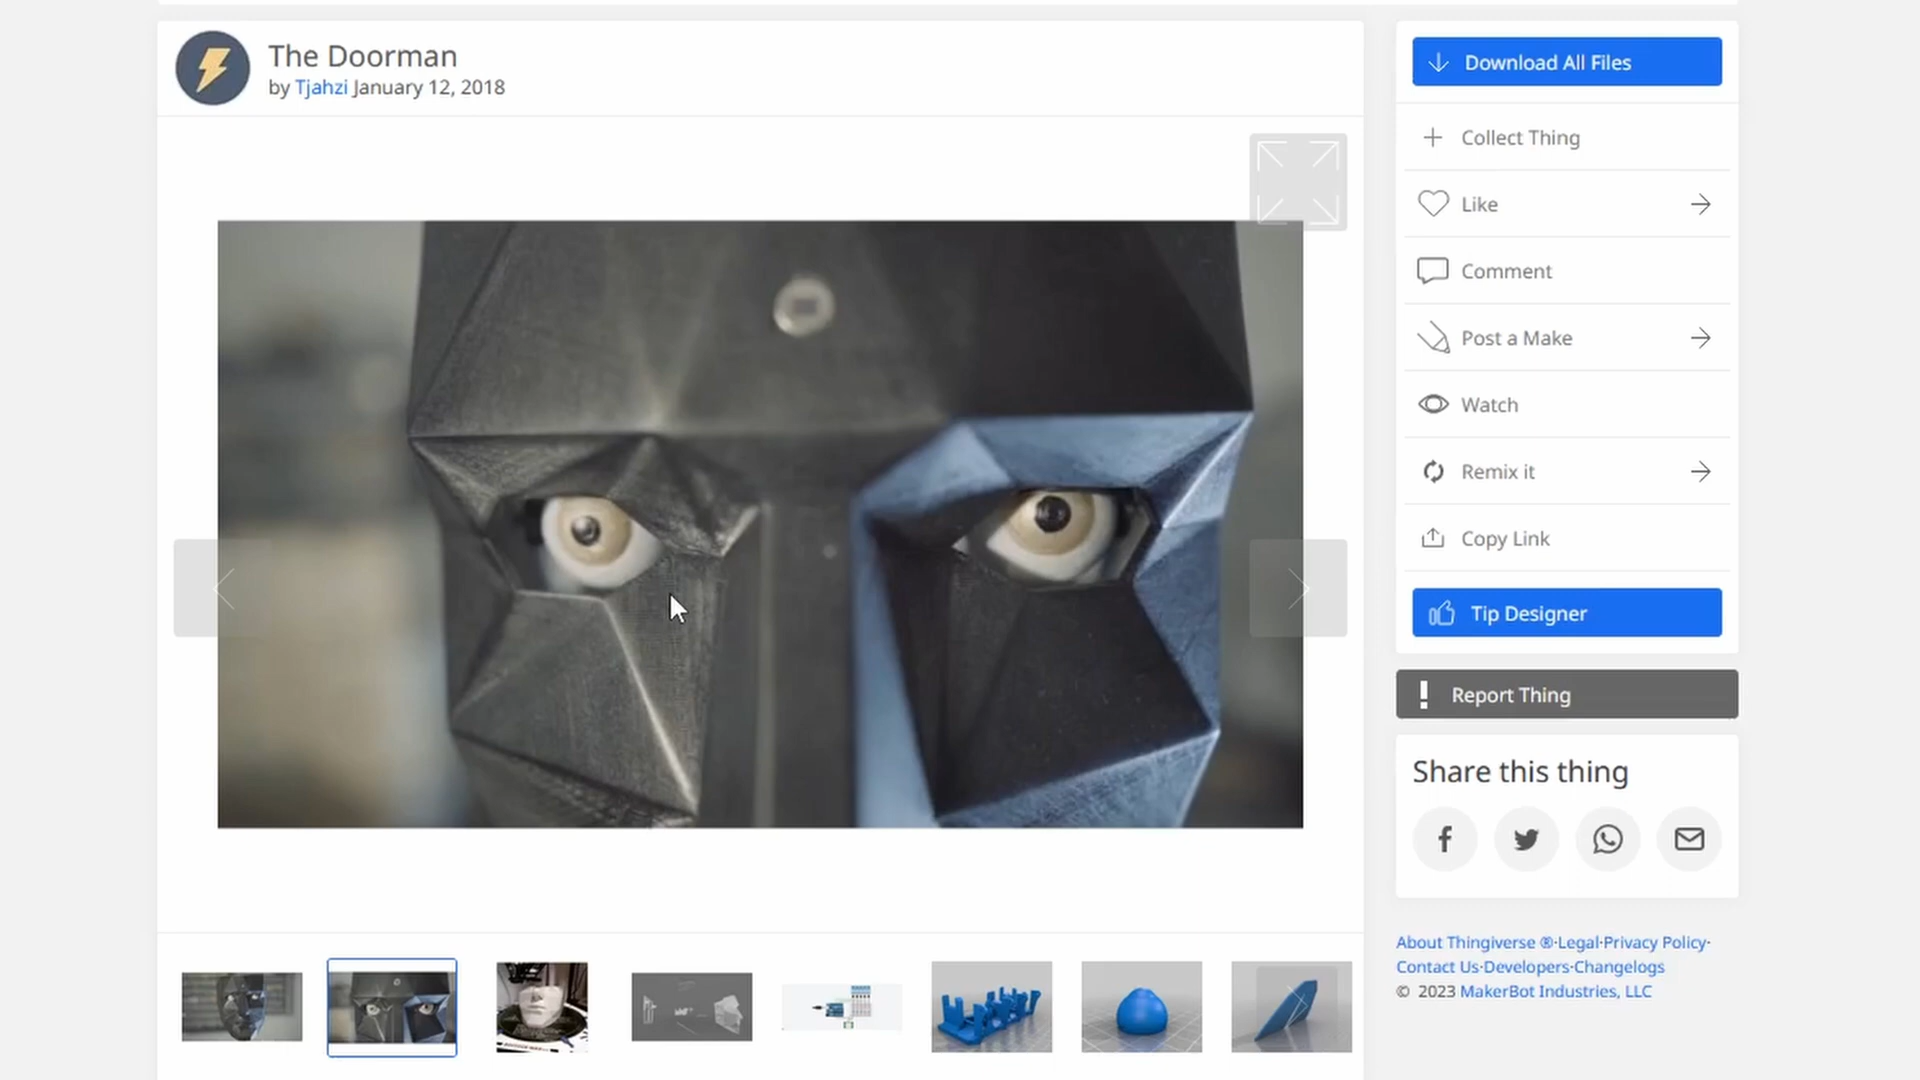 The Doorman
by Tjahzi January 12, 2018
Download All Files
Collect Thing
Like
Comment
Post a Make
Watch
Remix it
Copy Link
Tip Designer
Report Thing
Share this thing
About Thingiverse ®·Legal·Privacy Policy·
Contact Us·Developers·Changelogs
© 2023 MakerBot Industries, LLC